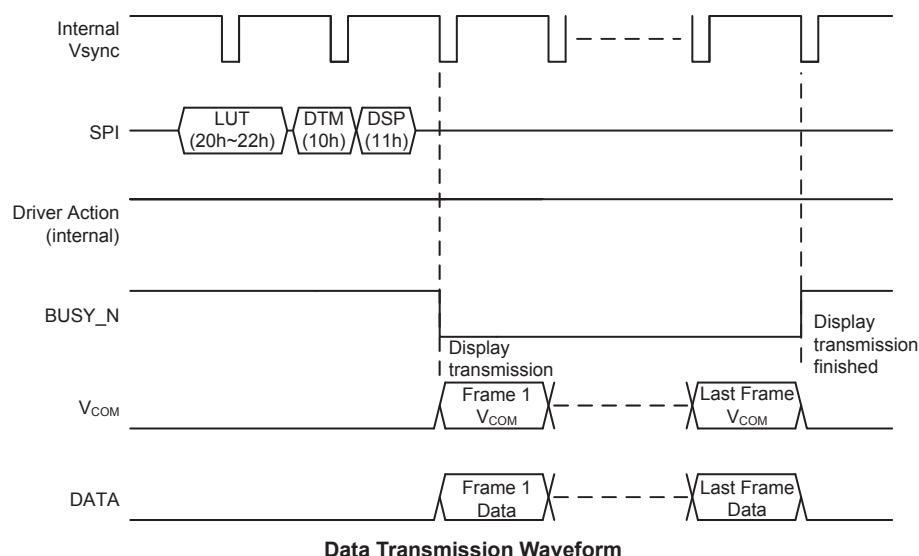 Internal
Vsync
SPI
LUT
(20h~22h)
DTM
(10h)
DSP
(11h)
Driver Action
(internal)
BUSY_N
Display
transmission
Display
transmission
finished
VCOM
Frame 1
VCOM
Last Frame
VCOM
DATA
Frame 1
Data
Last Frame
Data
Data Transmission Waveform